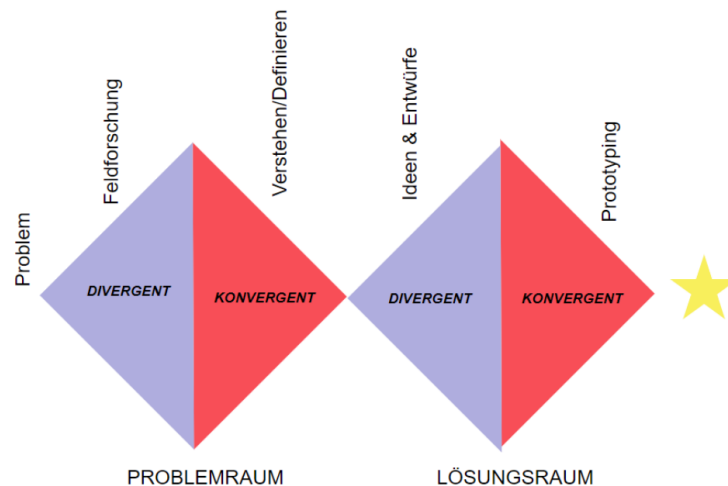 Problem
Feldforschung
Verstehen/Definieren
Ideen & Entwürfe
Prototyping
DIVERGENT
KONVERGENT
DIVERGENT
KONVERGENT
PROBLEMRAUM
LÖSUNGSRAUM